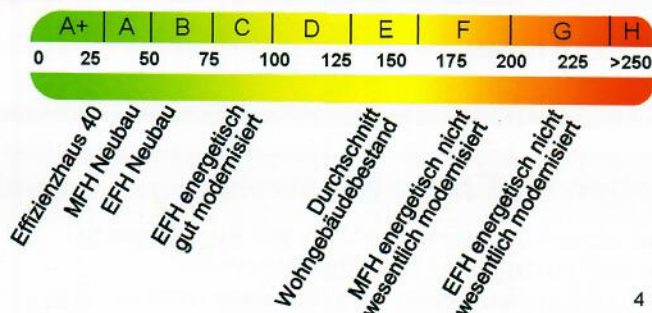 A+ A B C D E F G H
0 25 50 75 100 125 150 175 200 225 >250
Effizienzhaus 40
MFH Neubau
EFH Neubau
EFH energetisch
gut modernisiert
Durchschnitt
Wohngebäudebestand
MFH energetisch nicht
wesentlich modernisiert
EFH energetisch nicht
wesentlich modernisiert
4